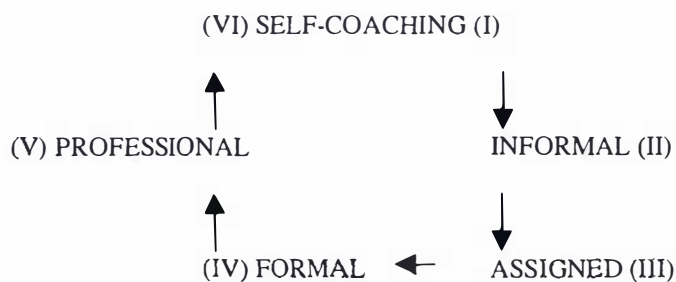 (VI) SELF-COACHING (I)
(V) PROFESSIONAL INFORMAL (II)
(IV) FORMAL ASSIGNED (III)